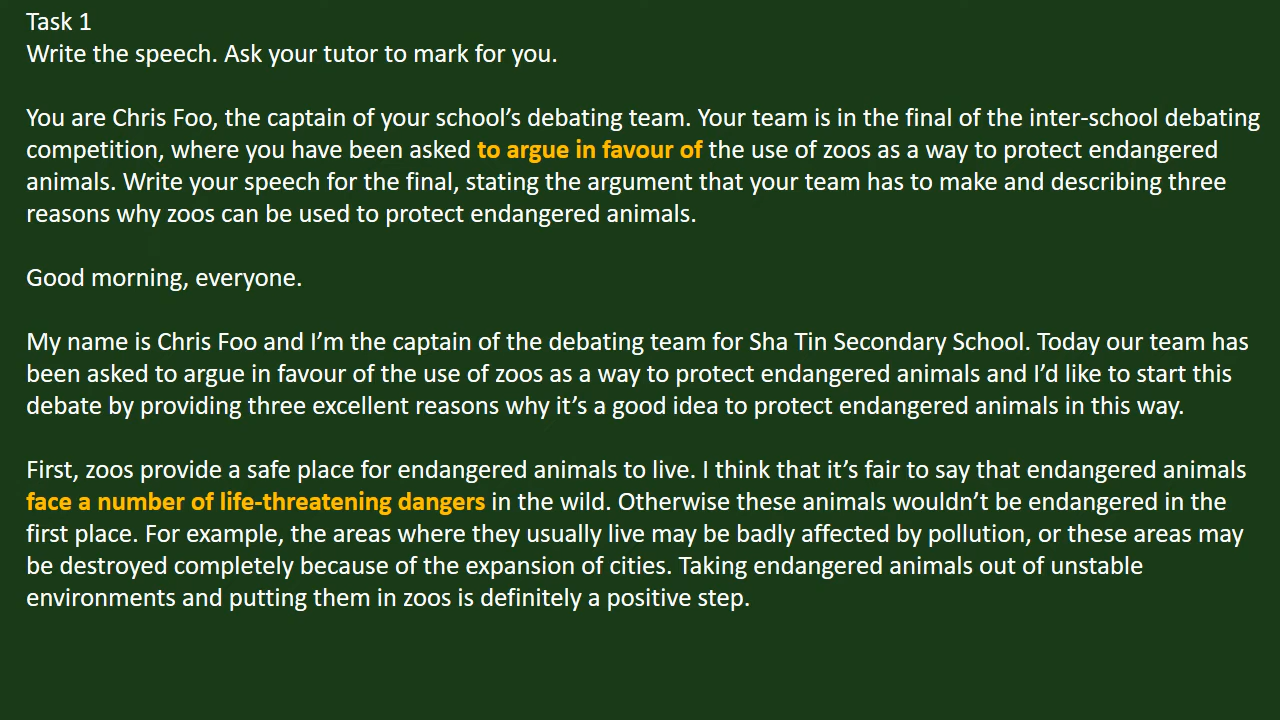 Task 1
Write the speech. Ask your tutor to mark for you.
You are Chris Foo, the captain of your school’s debating team. Your team is in the final of the inter-school debating
competition, where you have been asked to argue in favour of the use of zoos as a way to protect endangered
animals. Write your speech for the final, stating the argument that your team has to make and describing three
reasons why zoos can be used to protect endangered animals.
Good morning, everyone.
My name is Chris Foo and I’m the captain of the debating team for Sha Tin Secondary School. Today our team has
been asked to argue in favour of the use of zoos as a way to protect endangered animals and I’d like to start this
debate by providing three excellent reasons why it’s a good idea to protect endangered animals in this way.
First, zoos provide a safe place for endangered animals to live. I think that it’s fair to say that endangered animals
face a number of life-threatening dangers in the wild. Otherwise these animals wouldn’t be endangered in the
first place. For example, the areas where they usually live may be badly affected by pollution, or these areas may
be destroyed completely because of the expansion of cities. Taking endangered animals out of unstable
environments and putting them in zoos is definitely a positive step.